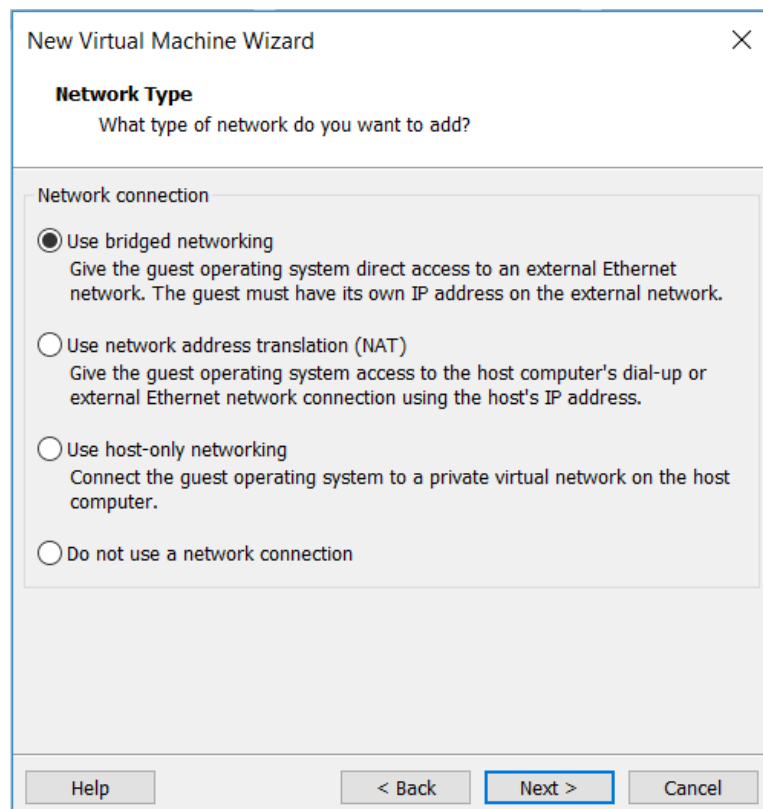 New Virtual Machine Wizard
Network Type
What type of network do you want to add?
Network connection
Use bridged networking
Give the guest operating system direct access to an external Ethernet
network. The guest must have its own IP address on the external network.
Use network address translation (NAT)
Give the guest operating system access to the host computer's dial-up or
external Ethernet network connection using the host's IP address.
Use host-only networking
Connect the guest operating system to a private virtual network on the host
computer.
Do not use a network connection
Help
< Back
Next >
Cancel